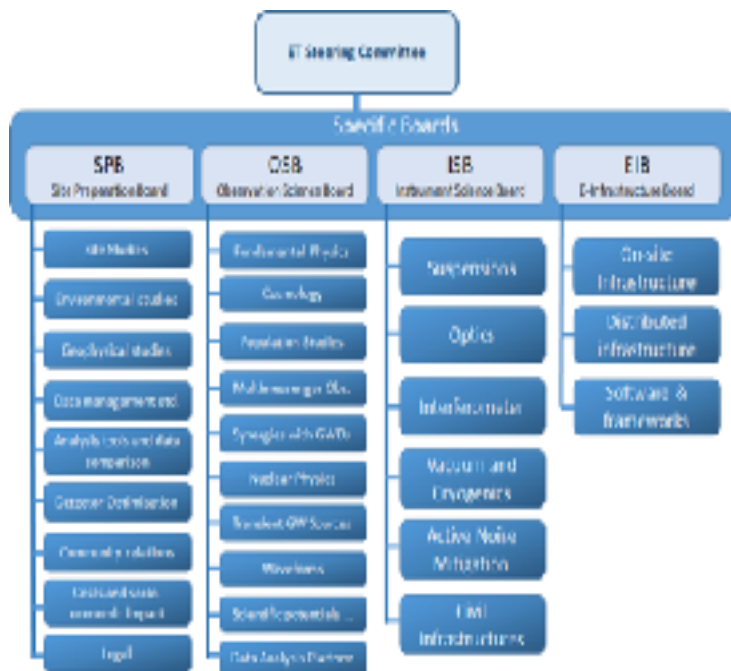 ET Steering Committee
Specific Boards
SPB
Site Preparation Board
OSB
Observation Science Board
ISB
Instrument Science Board
EIB
E-Infrastructure Board
Site Studies
Environmental studies
Geophysical studies
Data management
Analysis tools and data
comparison
Detector Optimisation
Community relations
Costs and socio
economic impact
Legal
Fundamental Physics
Cosmology
Population Studies
Multimessenger Obs.
Synergies with GWDs
Nuclear Physics
Transient GW Sources
Waveforms
Scientific potentials ...
Data Analysis Platform
Suspensions
Optics
Interferometer
Vacuum and
Cryogenics
Active Noise
Mitigation
Civil
Infrastructures
On-site
Infrastructure
Distributed
infrastructure
Software &
frameworks